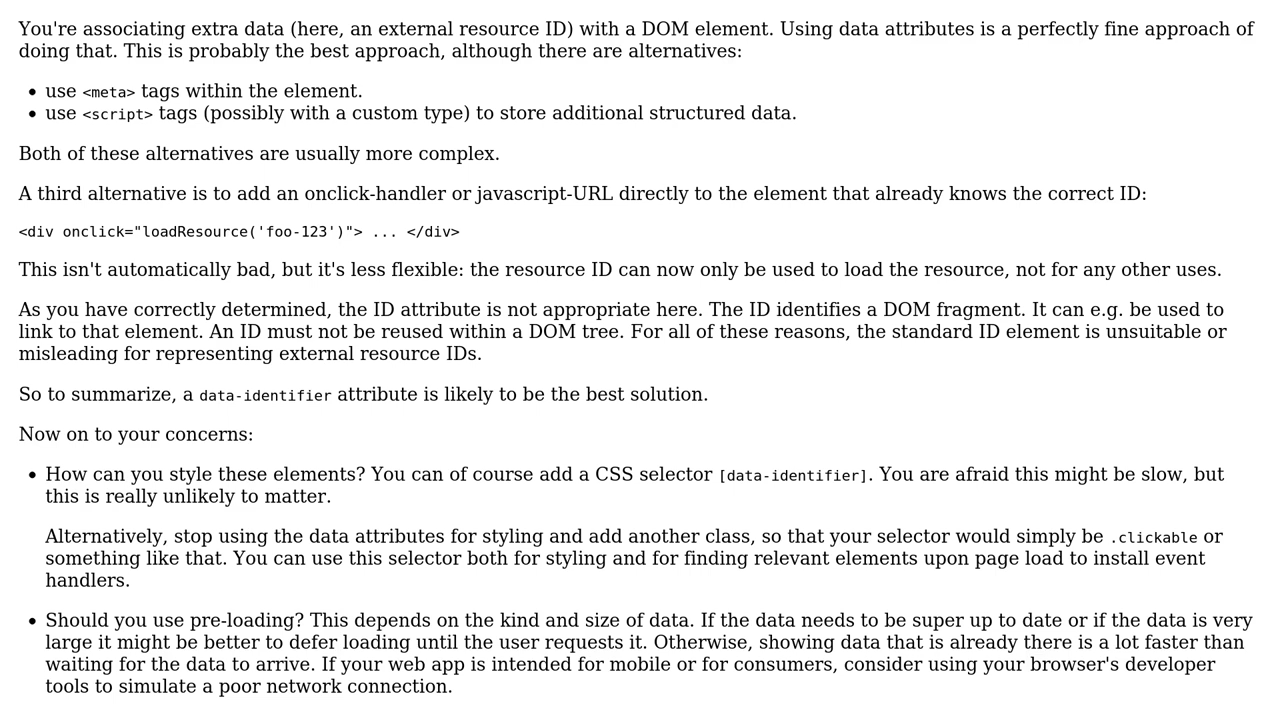 You're associating extra data (here, an external resource ID) with a DOM element. Using data attributes is a perfectly fine approach of
doing that. This is probably the best approach, although there are alternatives:
• use <meta> tags within the element.
• use <script> tags (possibly with a custom type) to store additional structured data.
Both of these alternatives are usually more complex.
A third alternative is to add an onclick-handler or javascript-URL directly to the element that already knows the correct ID:
<div onclick="loadResource('foo-123')"> ... </div>
This isn't automatically bad, but it's less flexible: the resource ID can now only be used to load the resource, not for any other uses.
As you have correctly determined, the ID attribute is not appropriate here. The ID identifies a DOM fragment. It can e.g. be used to
link to that element. An ID must not be reused within a DOM tree. For all of these reasons, the standard ID element is unsuitable or
misleading for representing external resource IDs.
So to summarize, a data-identifier attribute is likely to be the best solution.
Now on to your concerns:
• How can you style these elements? You can of course add a CSS selector [data-identifier]. You are afraid this might be slow, but
this is really unlikely to matter.
Alternatively, stop using the data attributes for styling and add another class, so that your selector would simply be .clickable or
something like that. You can use this selector both for styling and for finding relevant elements upon page load to install event
handlers.
• Should you use pre-loading? This depends on the kind and size of data. If the data needs to be super up to date or if the data is very
large it might be better to defer loading until the user requests it. Otherwise, showing data that is already there is a lot faster than
waiting for the data to arrive. If your web app is intended for mobile or for consumers, consider using your browser's developer
tools to simulate a poor network connection.